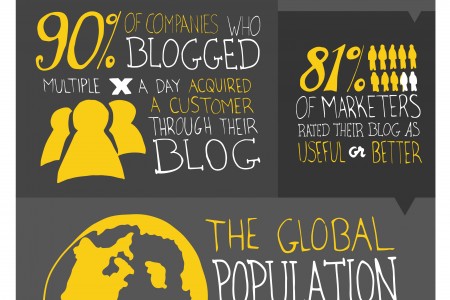 90% OF COMPANIES WHO
BLOGGED
MULTIPLE X A DAY ACQUIRED
A CUSTOMER
THROUGH THEIR
BLOG
81%
OF MARKETERS
RATED THEIR BLOG AS
USEFUL or BETTER
THE GLOBAL
POPULATION